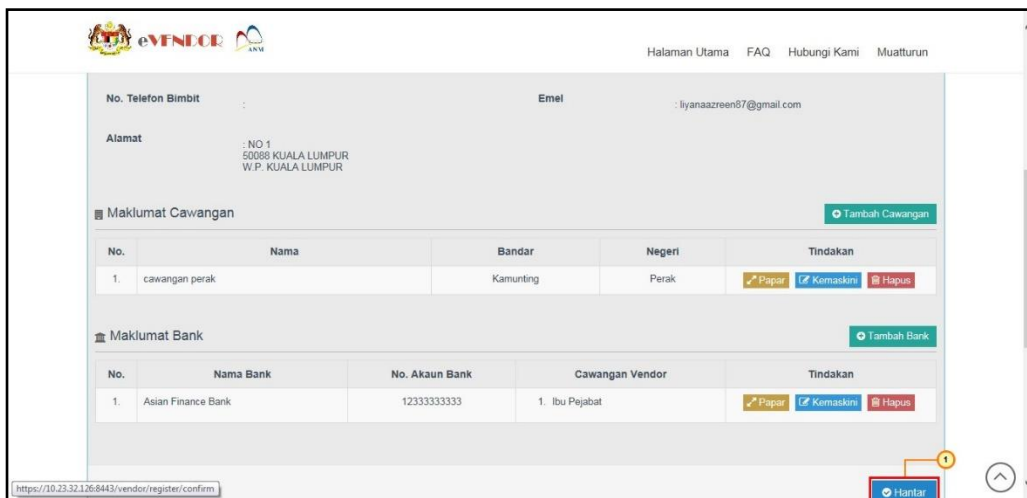 eVENDOR
ANM
Halaman Utama FAQ Hubungi Kami Muatturun
No. Telefon Bimbit : Emel : liyanaazreen87@gmail.com
Alamat : NO 1
50088 KUALA LUMPUR
W.P. KUALA LUMPUR
Maklumat Cawangan Tambah Cawangan
No. Nama Bandar Negeri Tindakan
1. cawangan perak Kamunting Perak Papar Kemaskini Hapus
Maklumat Bank Tambah Bank
No. Nama Bank No. Akaun Bank Cawangan Vendor Tindakan
1. Asian Finance Bank 12333333333 1. Ibu Pejabat Papar Kemaskini Hapus
1
https://10.23.32.126:8443/vendor/register/confirm Hantar